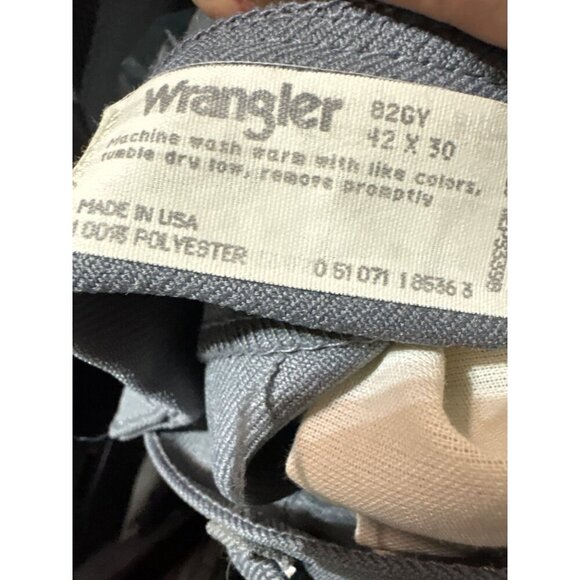 Wrangler 82GY
42 X 30
Machine wash warm with like colors,
tumble dry low, remove promptly
MADE IN USA
100% POLYESTER
0 51071 18536 3